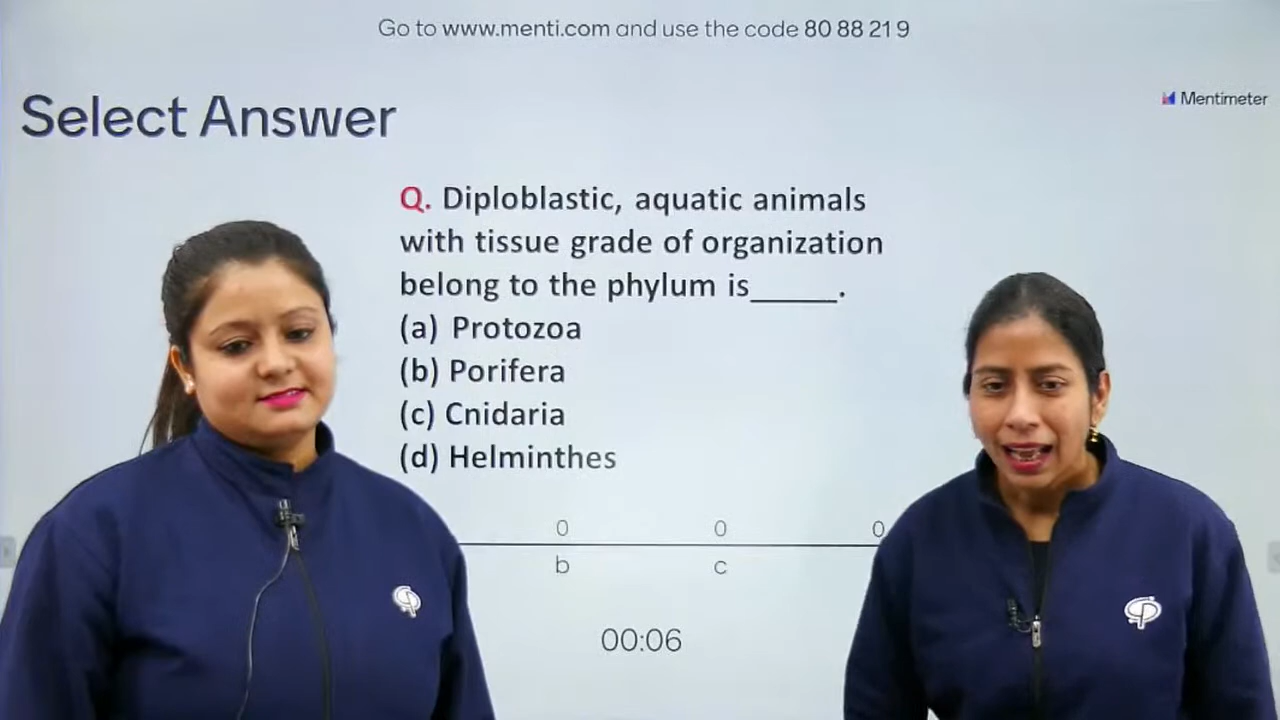 Go to www.menti.com and use the code 80 88 21 9
Mentimeter
Select Answer
Q. Diploblastic, aquatic animals
with tissue grade of organization
belong to the phylum is_____.
(a) Protozoa
(b) Porifera
(c) Cnidaria
(d) Helminthes
0 0 0
b c
00:06